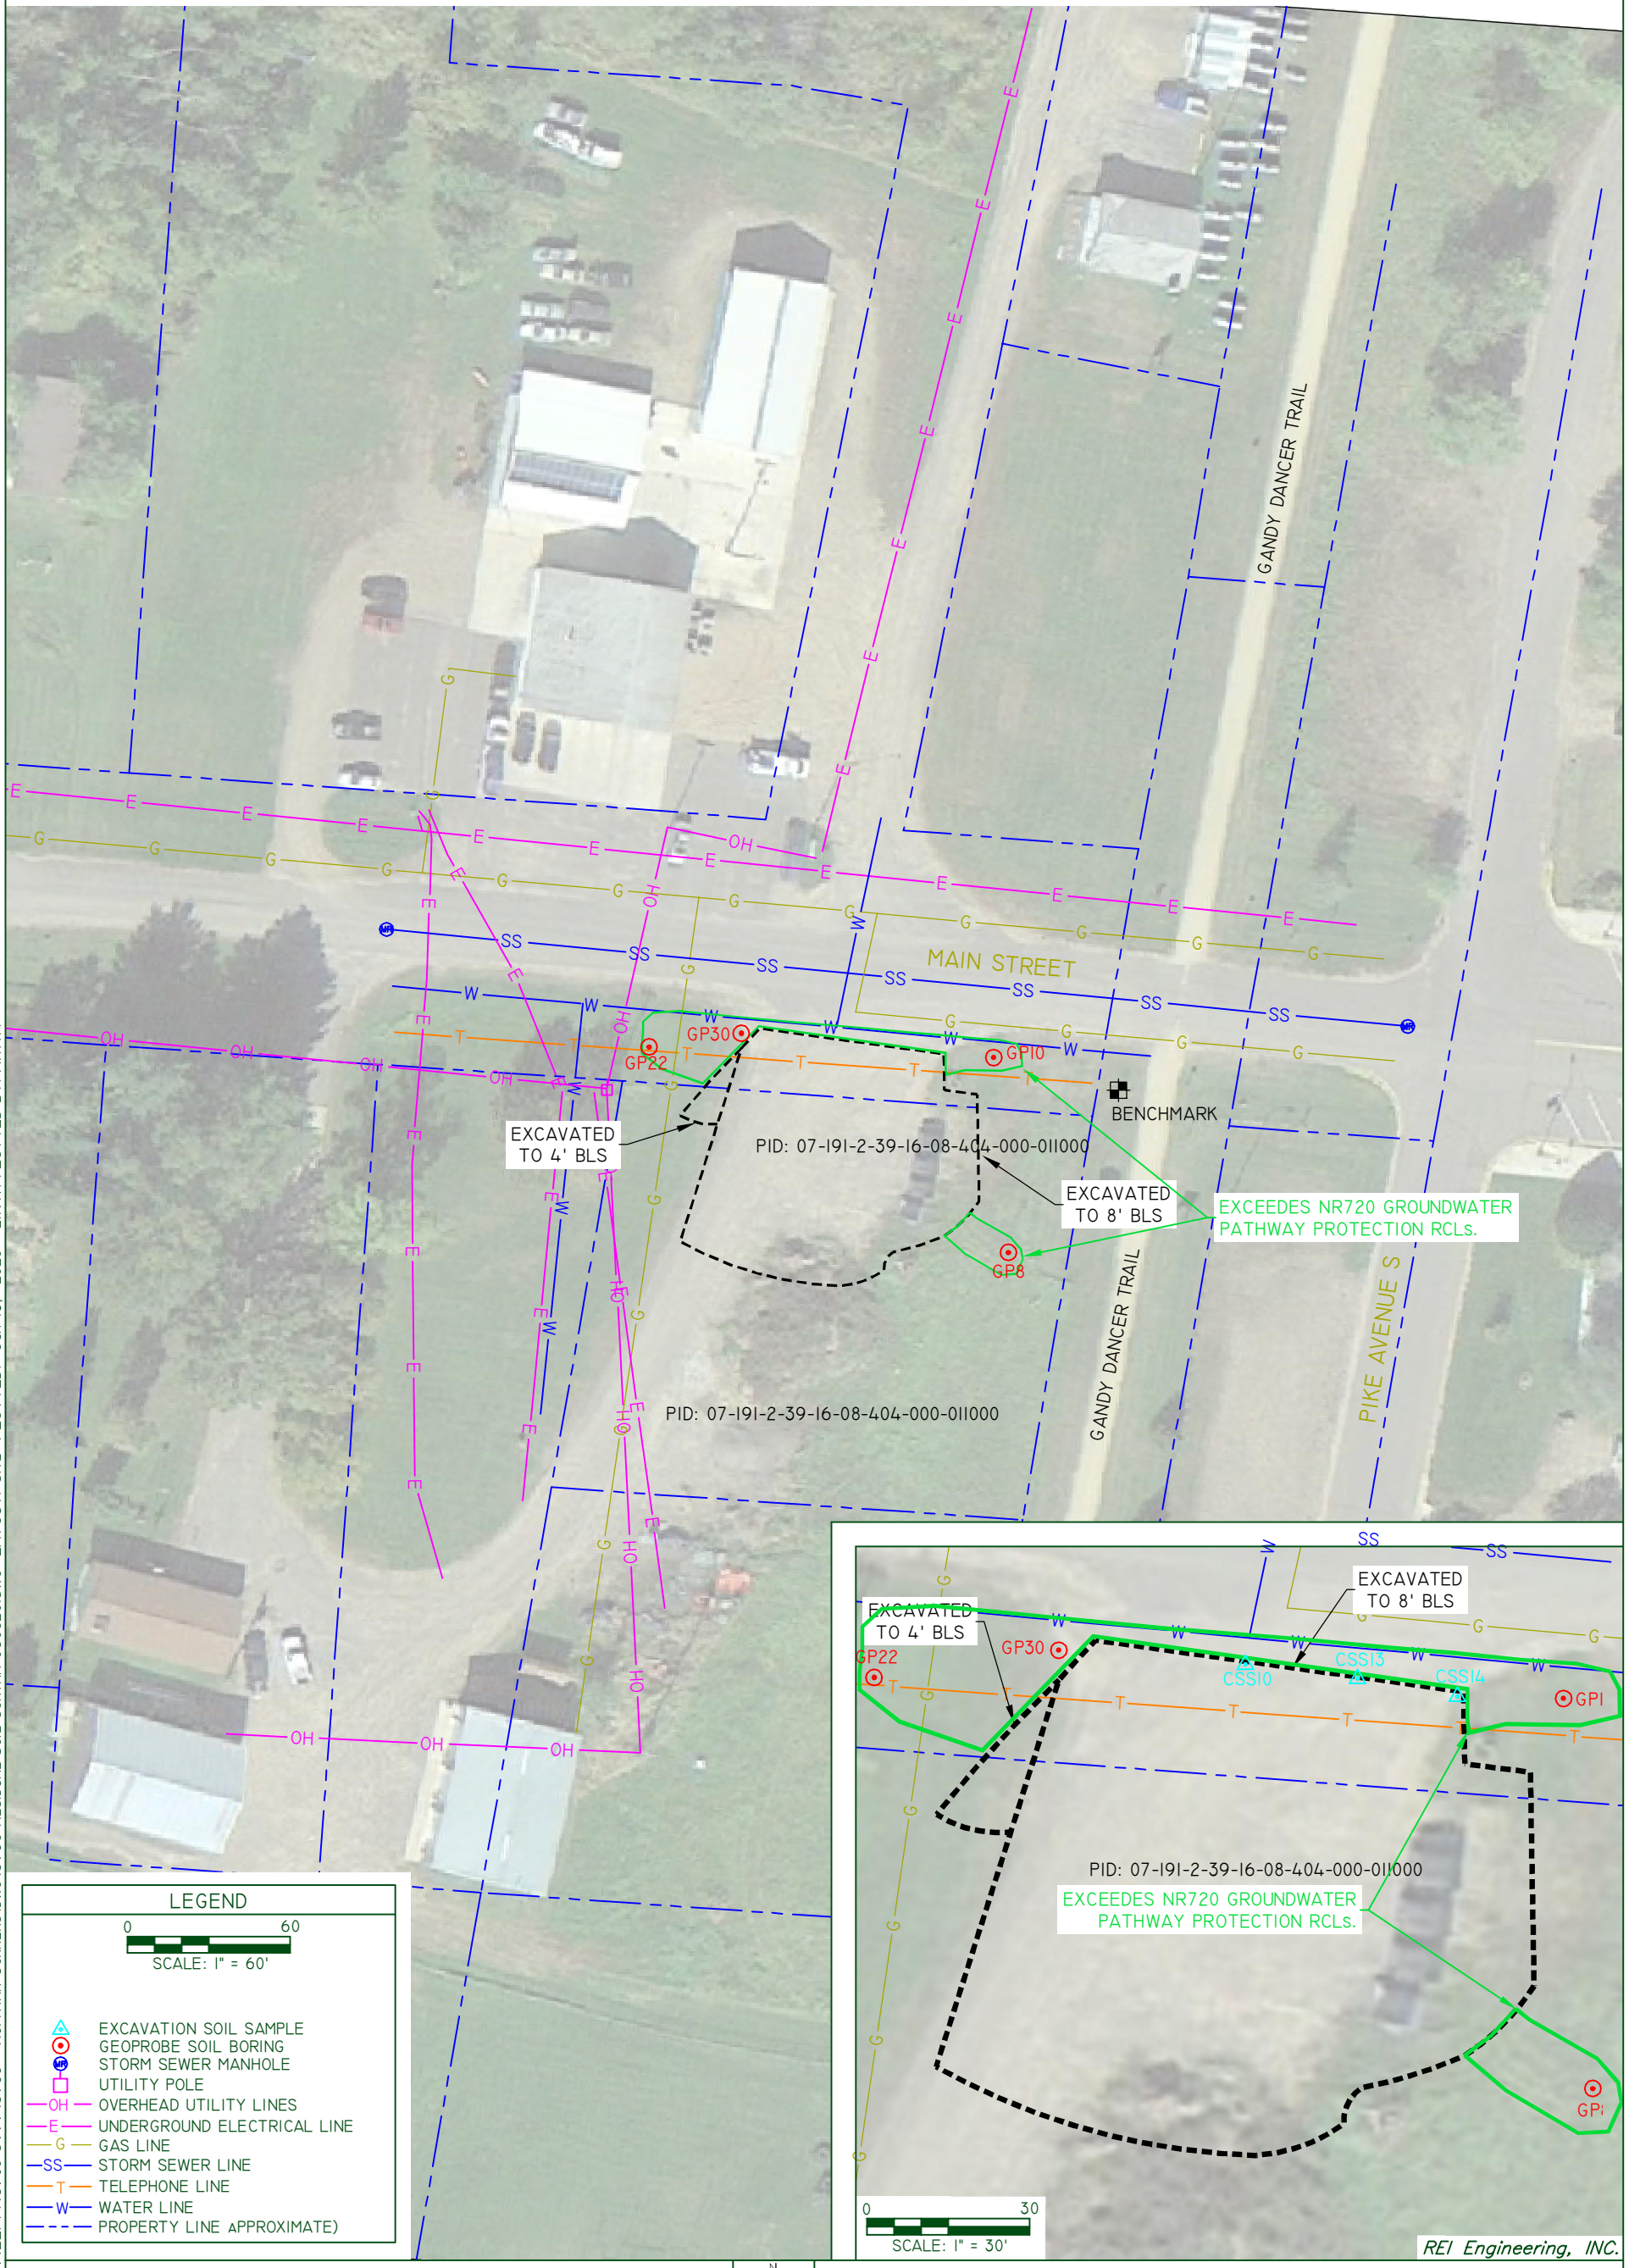 GANDY DANCER TRAIL
MAIN STREET
GP30
GP22
GP10
BENCHMARK
EXCAVATED
TO 4' BLS
PID: 07-191-2-39-16-08-404-000-011000
EXCAVATED
TO 8' BLS
EXCEEDES NR720 GROUNDWATER
PATHWAY PROTECTION RCLs.
GP8
GANDY DANCER TRAIL
PIKE AVENUE S
PID: 07-191-2-39-16-08-404-000-011000
EXCAVATED
TO 8' BLS
EXCAVATED
TO 4' BLS
GP30
GP22
CSS10
CSS13
CSS14
GP1
PID: 07-191-2-39-16-08-404-000-011000
EXCEEDES NR720 GROUNDWATER
PATHWAY PROTECTION RCLs.
0 30
SCALE: 1" = 30'
REI Engineering, INC.
LEGEND
0 60
SCALE: 1" = 60'
EXCAVATION SOIL SAMPLE
GEOPROBE SOIL BORING
STORM SEWER MANHOLE
UTILITY POLE
OH OVERHEAD UTILITY LINES
E UNDERGROUND ELECTRICAL LINE
G GAS LINE
SS STORM SEWER LINE
T TELEPHONE LINE
W WATER LINE
PROPERTY LINE APPROXIMATE)